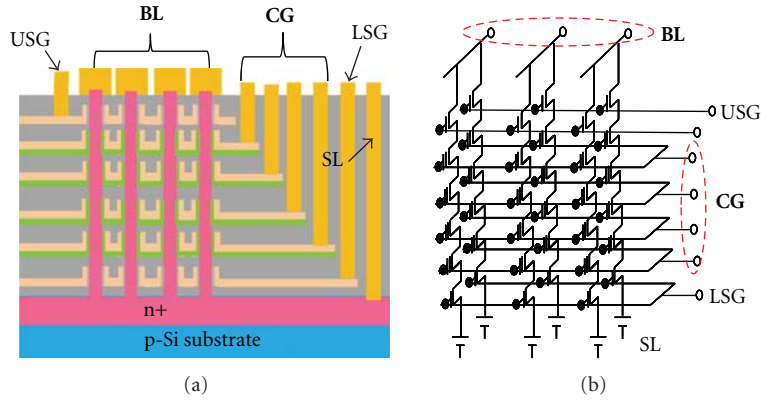 BL
CG
USG
LSG
SL
n+
p-Si substrate
(a)
BL
USG
CG
LSG
SL
(b)